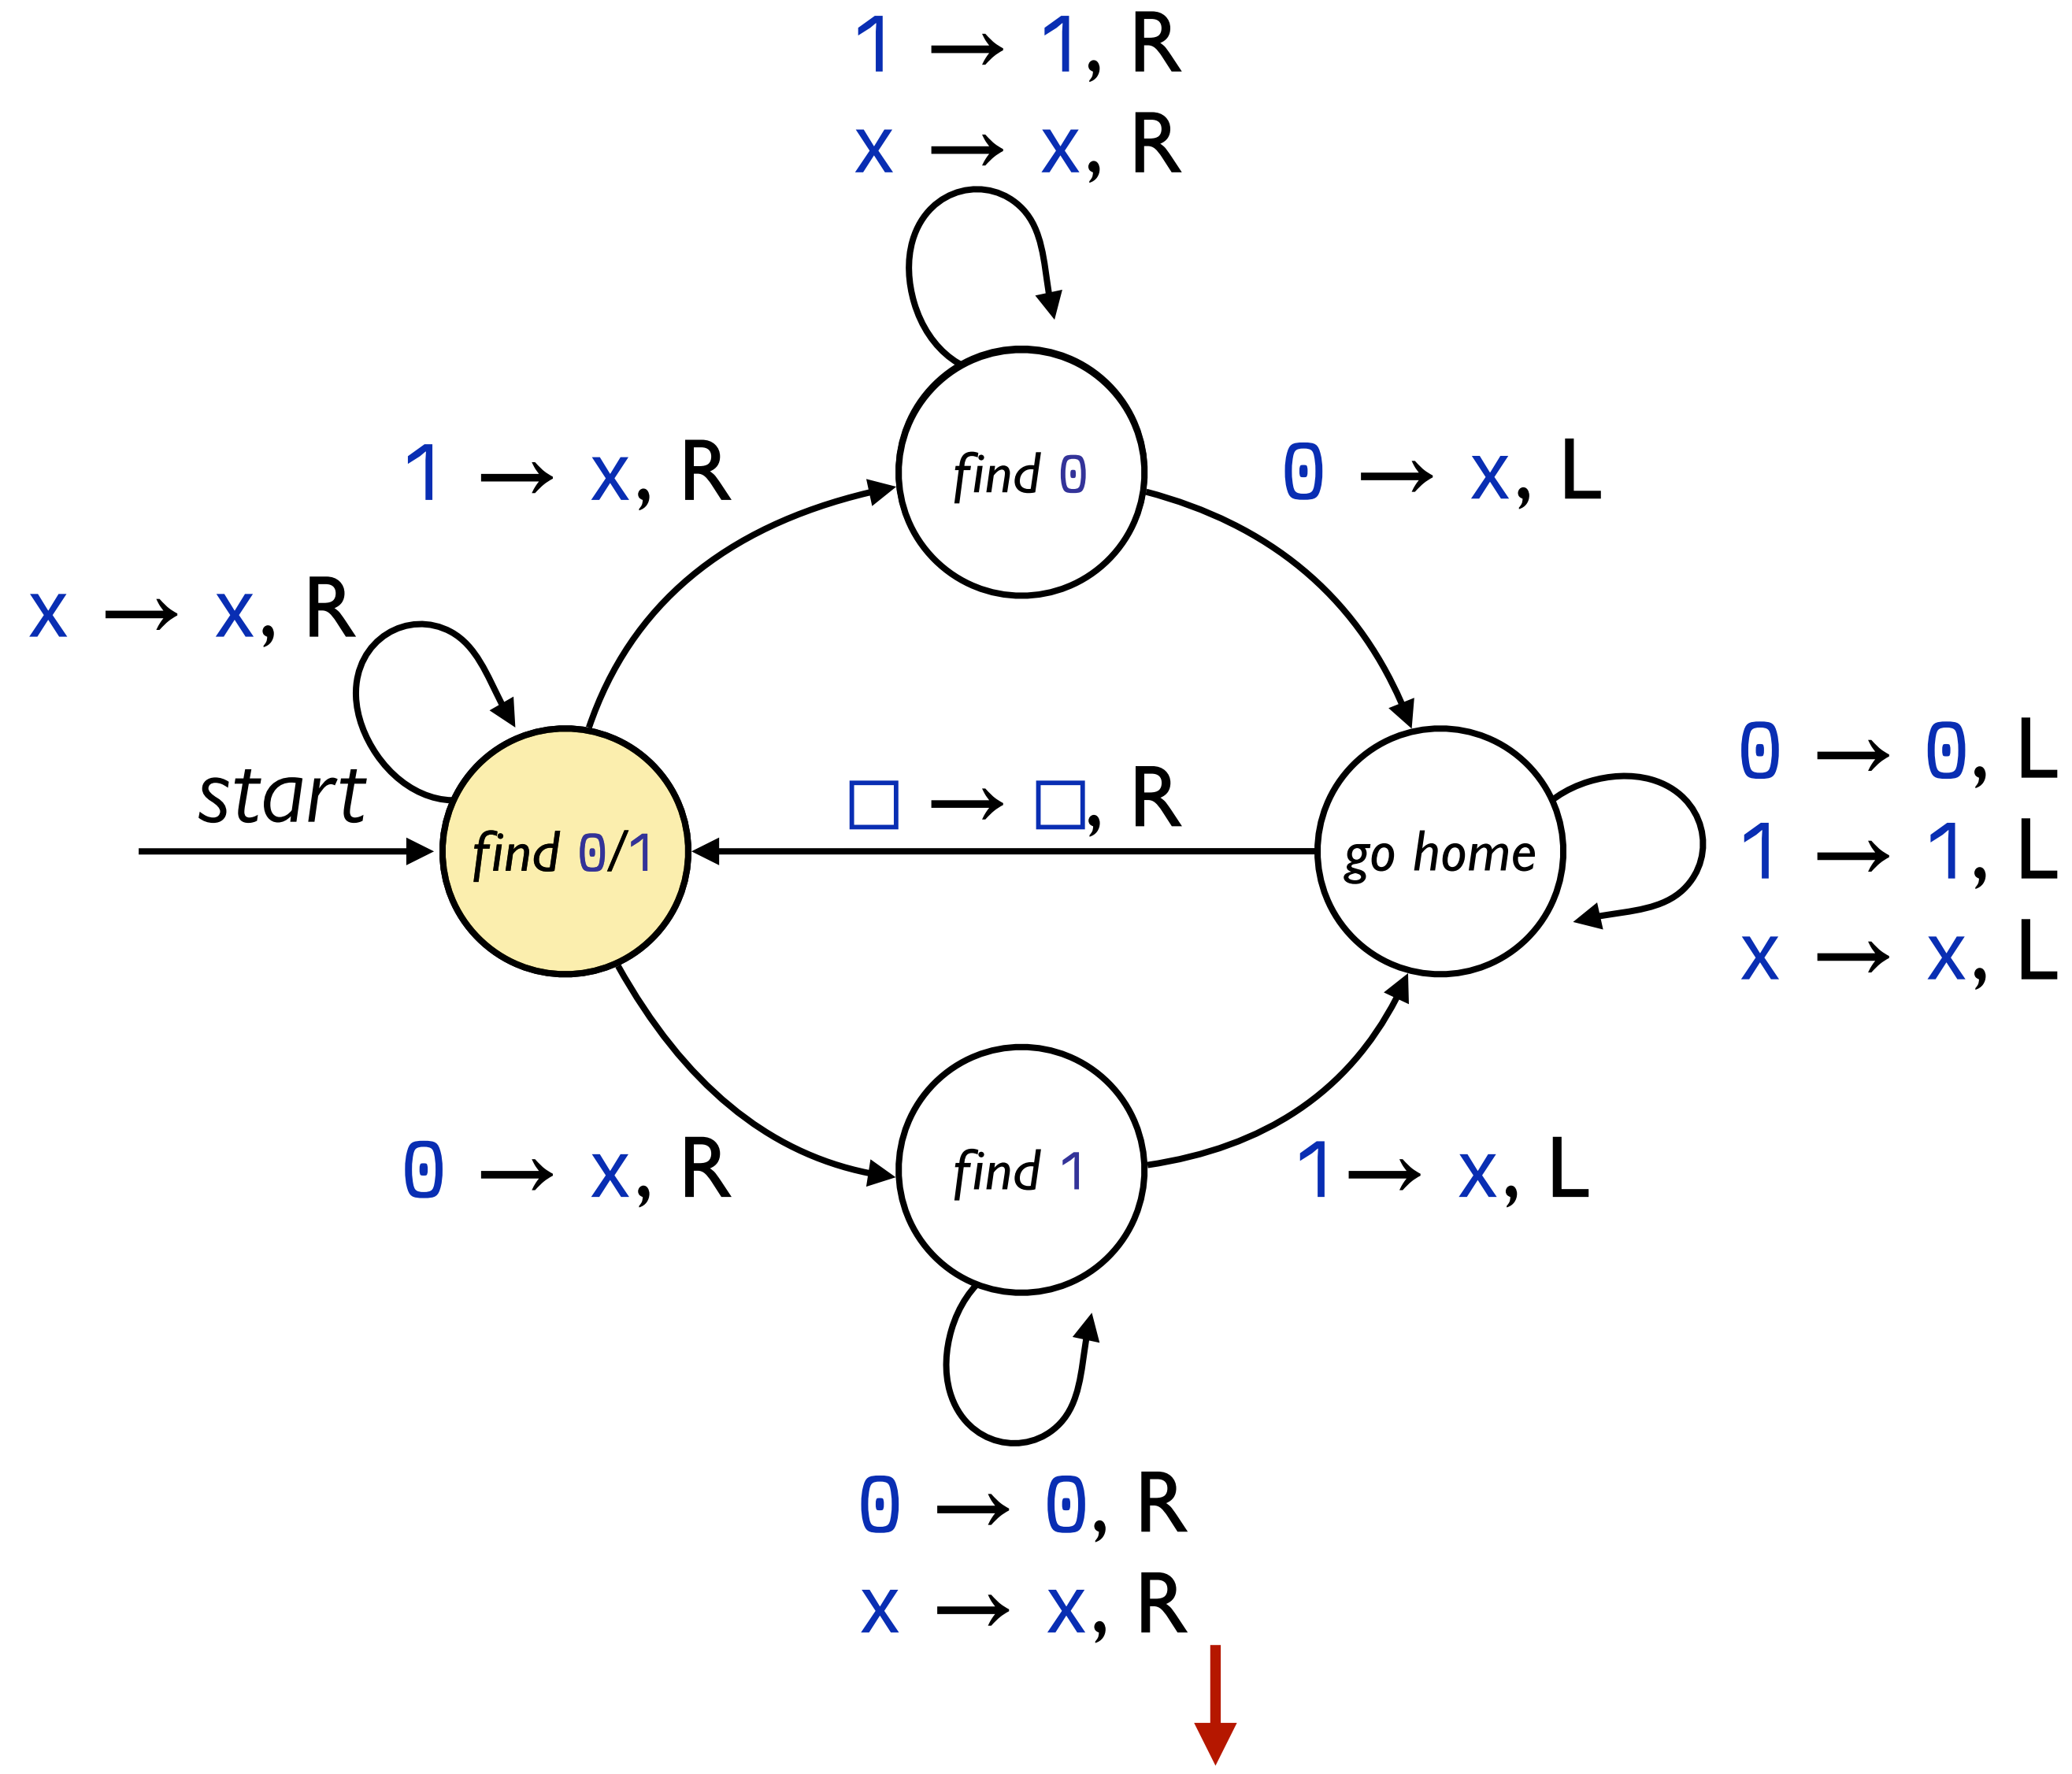 1 → 1, R
x → x, R
find 0
1 → x, R
0 → x, L
x → x, R
start
find 0/1
□ → □, R
go home
0 → 0, L
1 → 1, L
x → x, L
0 → x, R
find 1
1→ x, L
0 → 0, R
x → x, R